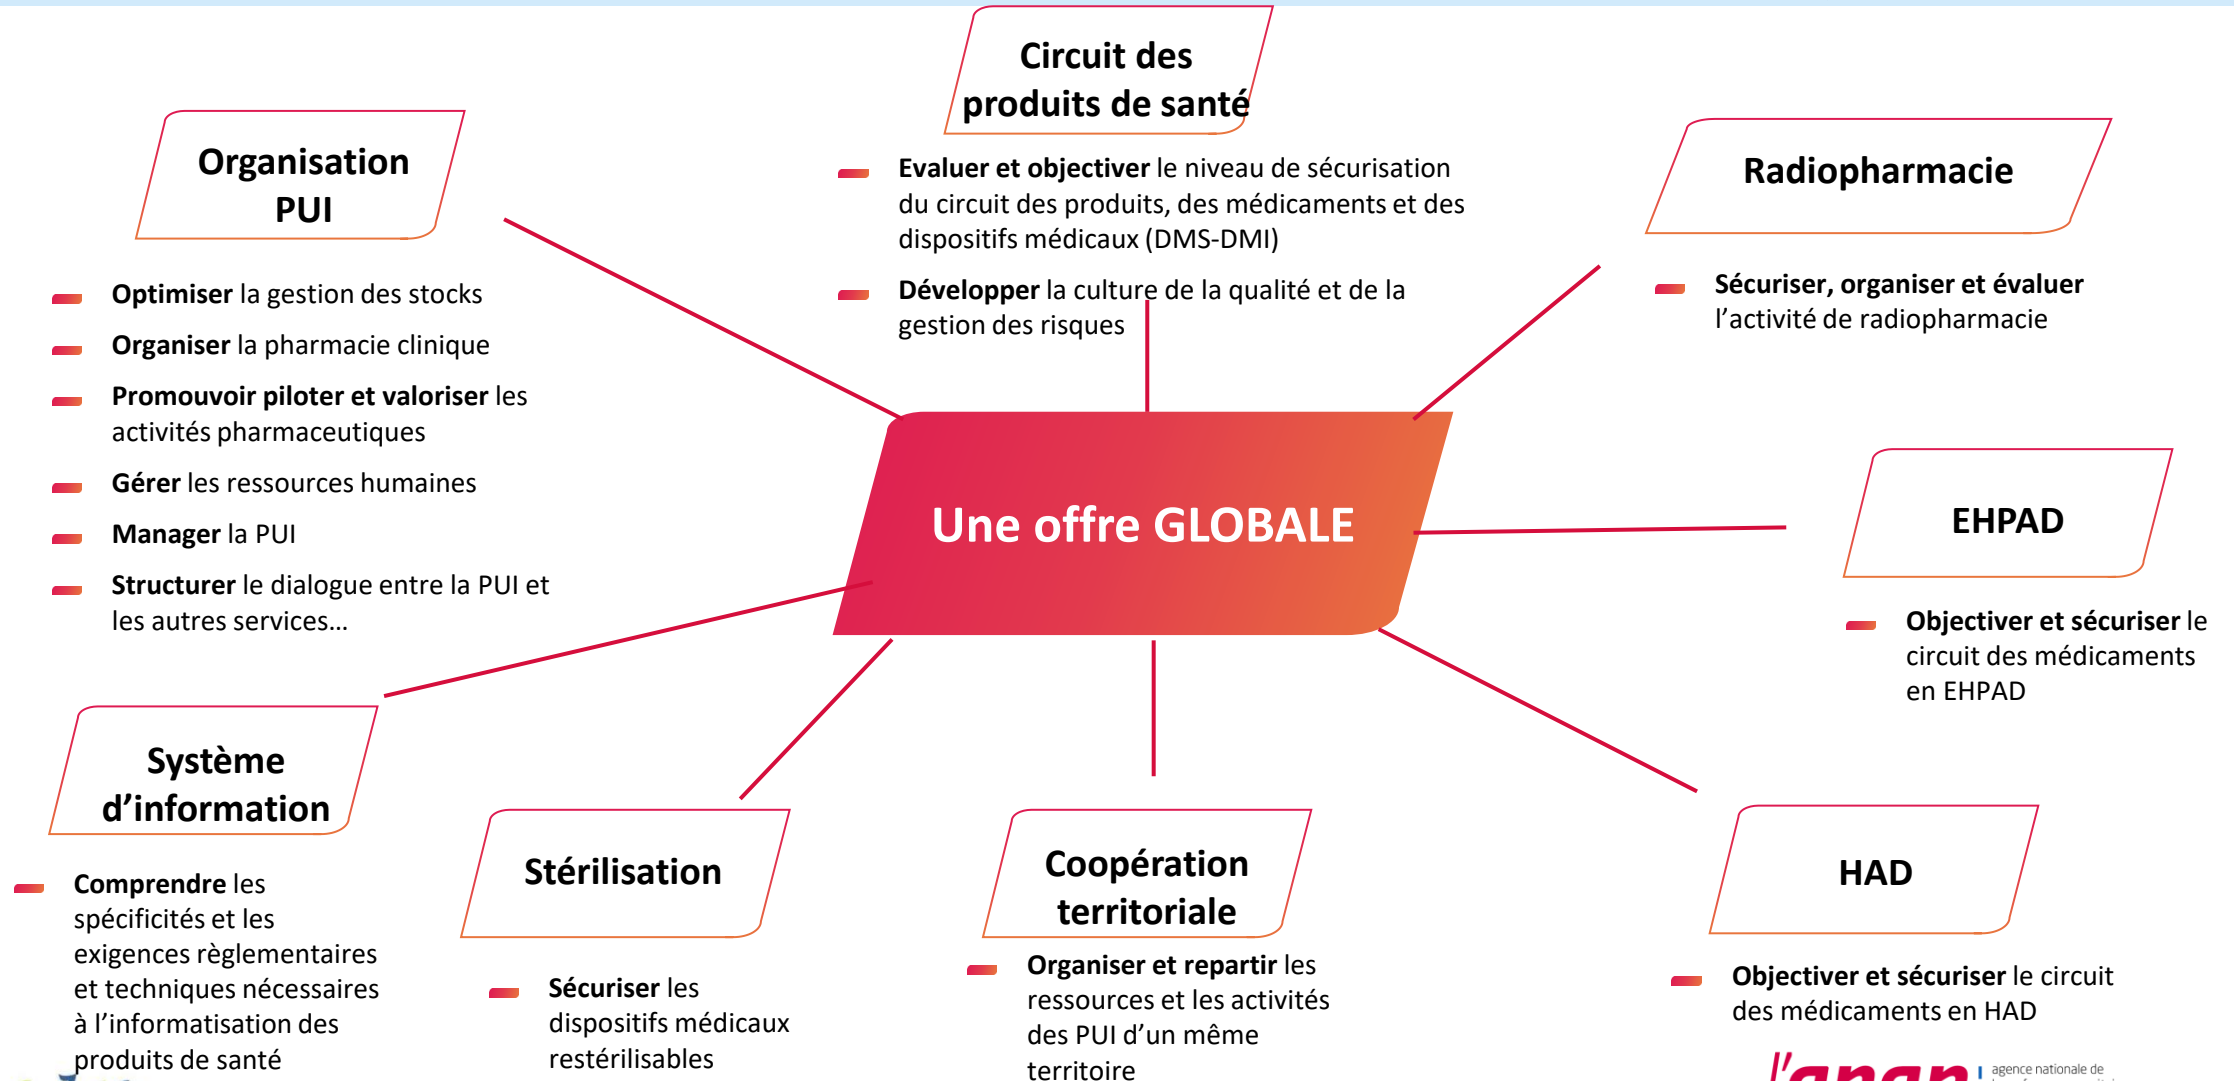 Circuit des
produits de santé
Evaluer et objectiver le niveau de sécurisation
du circuit des produits, des médicaments et des
dispositifs médicaux (DMS-DMI)
Développer la culture de la qualité et de la
gestion des risques
Organisation
PUI
Optimiser la gestion des stocks
Organiser la pharmacie clinique
Promouvoir piloter et valoriser les
activités pharmaceutiques
Gérer les ressources humaines
Manager la PUI
Structurer le dialogue entre la PUI et
les autres services…
Radiopharmacie
Sécuriser, organiser et évaluer
l’activité de radiopharmacie
Une offre GLOBALE
EHPAD
Objectiver et sécuriser le
circuit des médicaments
en EHPAD
Système
d’information
Comprendre les
spécificités et les
exigences règlementaires
et techniques nécessaires
à l’informatisation des
produits de santé
Stérilisation
Sécuriser les
dispositifs médicaux
restérilisables
Coopération
territoriale
Organiser et repartir les
ressources et les activités
des PUI d’un même
territoire
HAD
Objectiver et sécuriser le circuit
des médicaments en HAD
l’anap
agence nationale de